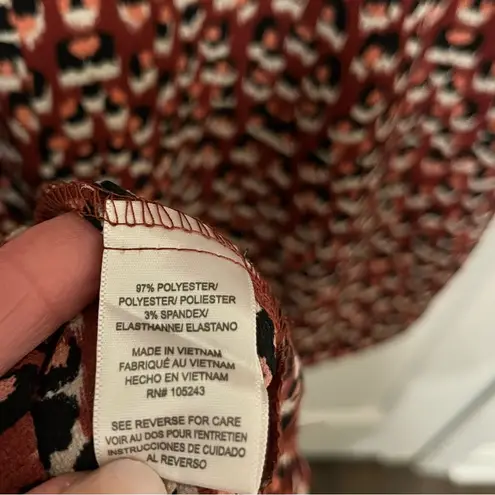 97% POLYESTER/
POLYESTER/ POLIESTER
3% SPANDEX/
ELASTHANNE/ ELASTANO
MADE IN VIETNAM
FABRIQUÉ AU VIETNAM
HECHO EN VIETNAM
RN# 105243
SEE REVERSE FOR CARE
VOIR AU DOS POUR L'ENTRETIEN
INSTRUCCIONES DE CUIDADO
AL REVERSO